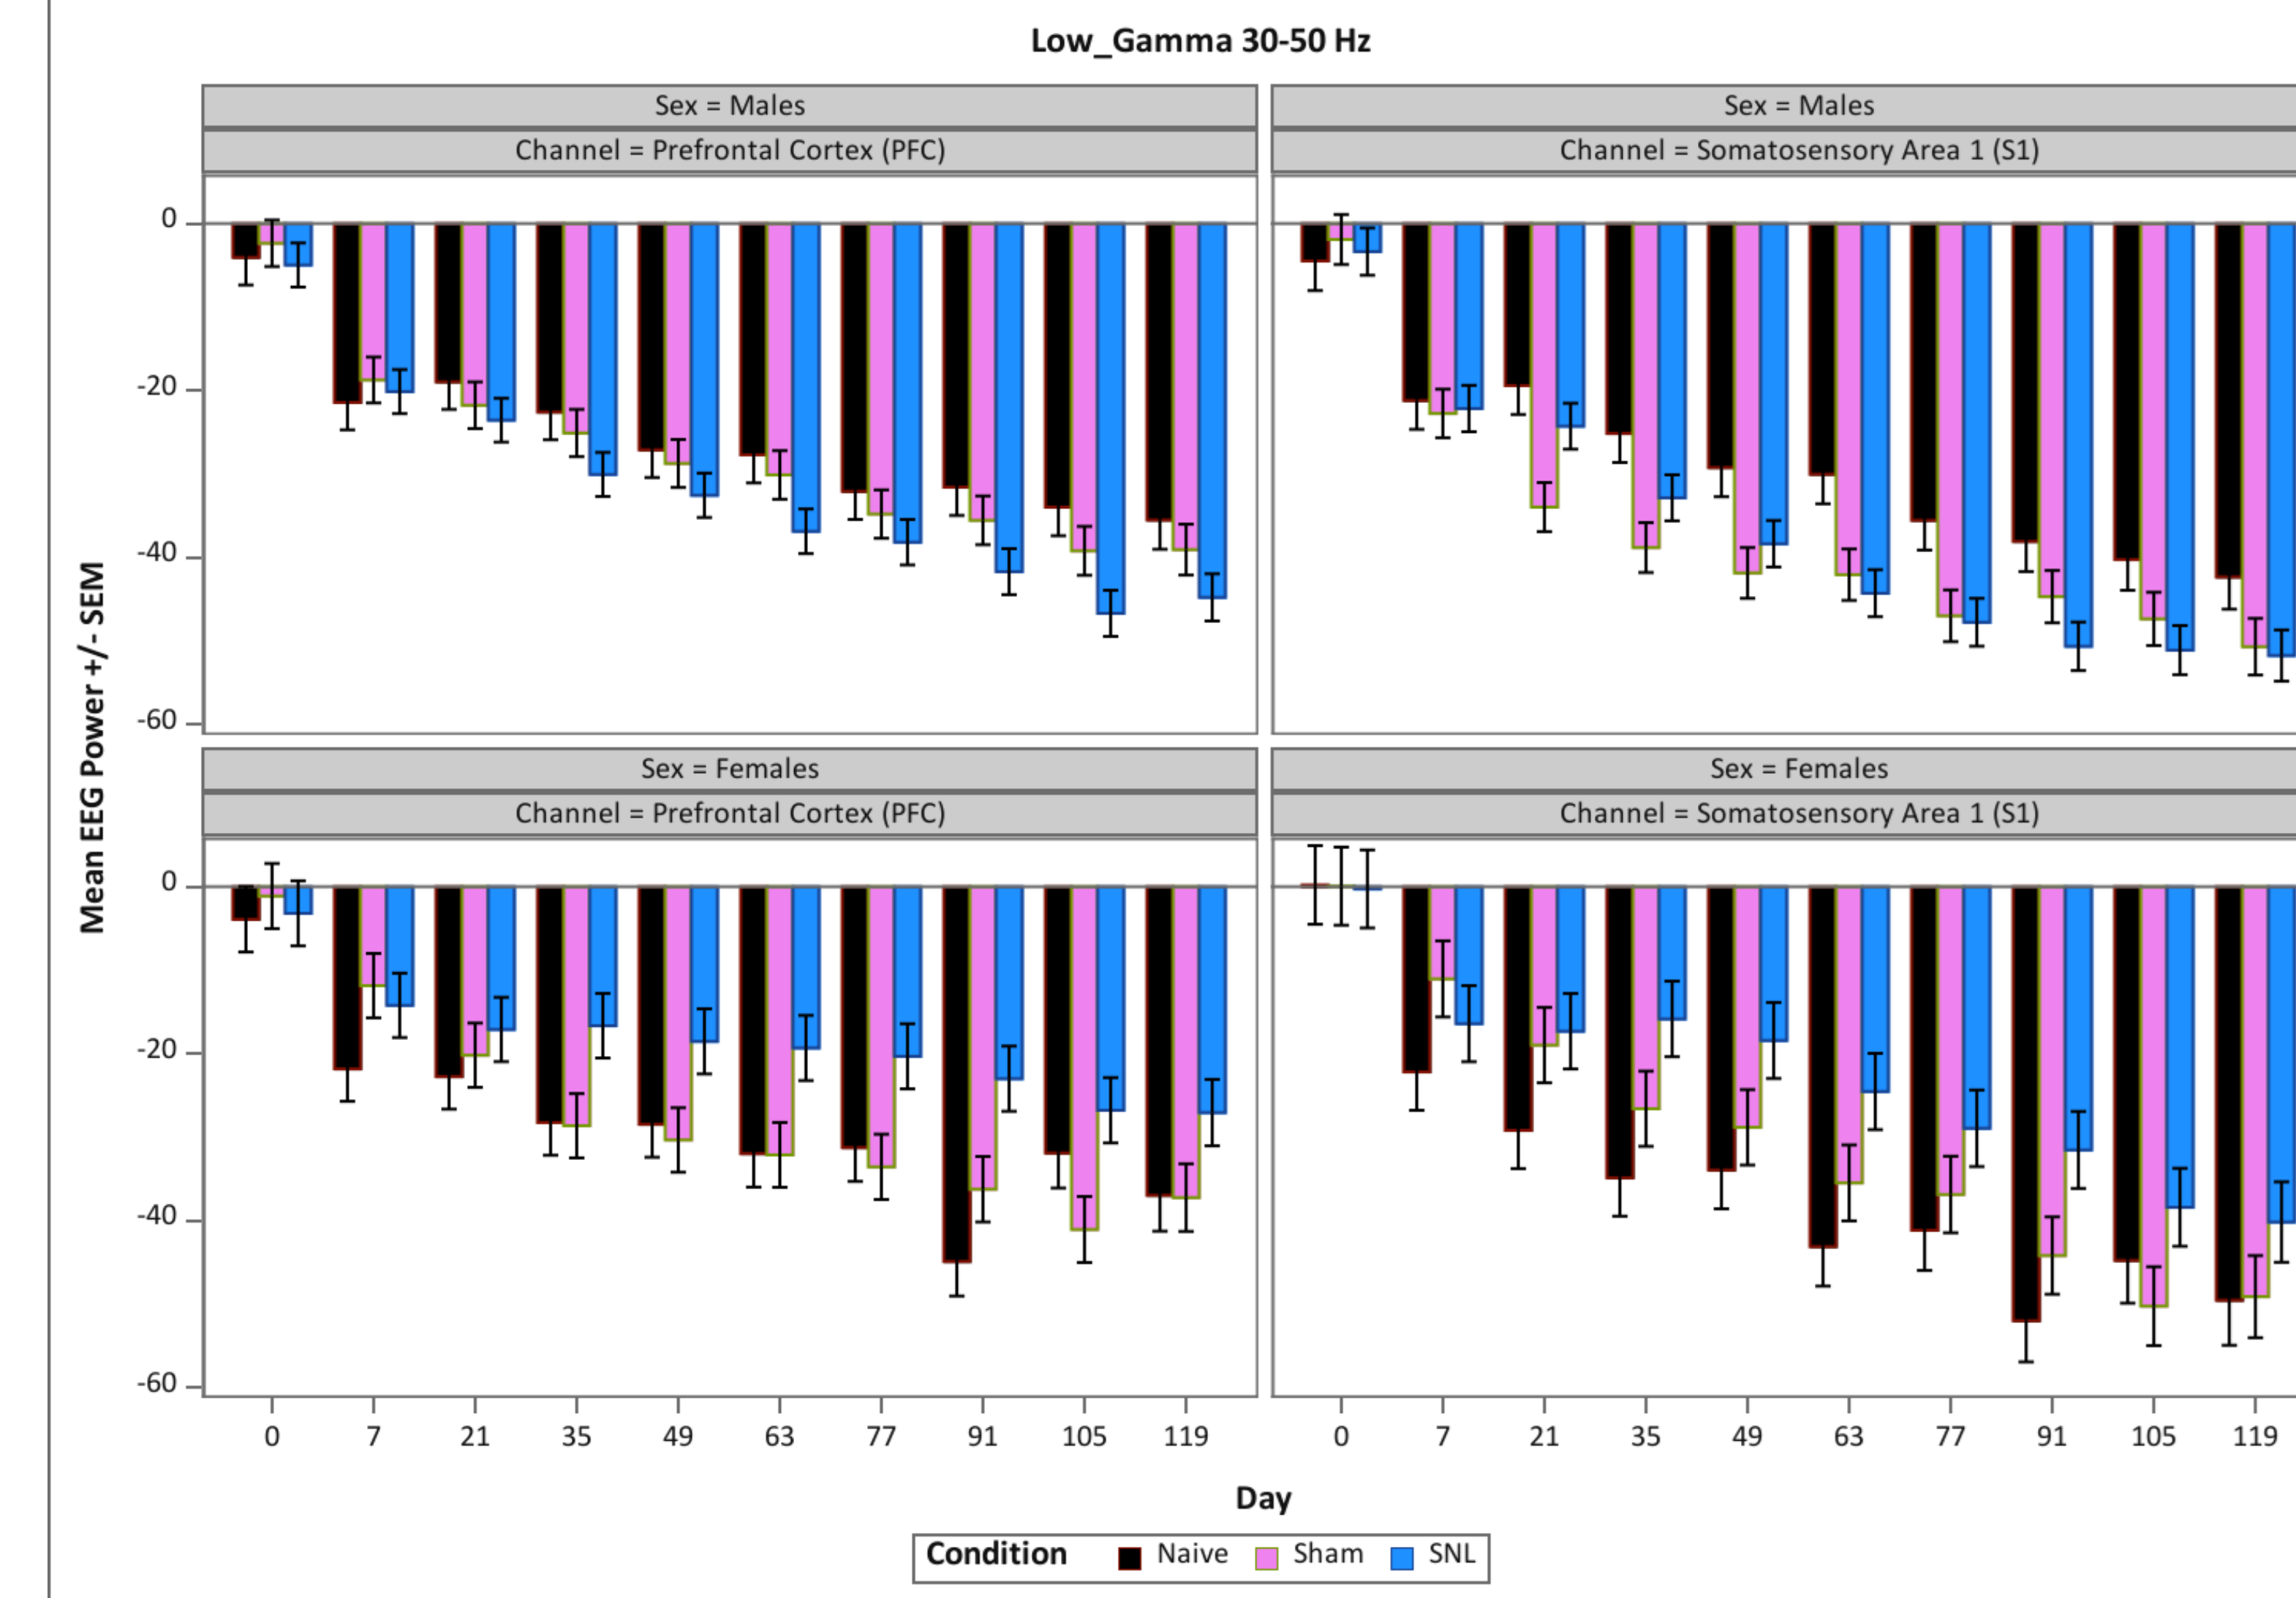 Low_Gamma 30-50 Hz
Sex = Males
Sex = Males
Channel = Prefrontal Cortex (PFC)
Channel = Somatosensory Area 1 (S1)
0
-20
-40
-60
Mean EEG Power +/- SEM
Sex = Females
Sex = Females
Channel = Prefrontal Cortex (PFC)
Channel = Somatosensory Area 1 (S1)
0
-20
-40
-60
0 7 21 35 49 63 77 91 105 119
0 7 21 35 49 63 77 91 105 119
Day
Condition Naive Sham SNL